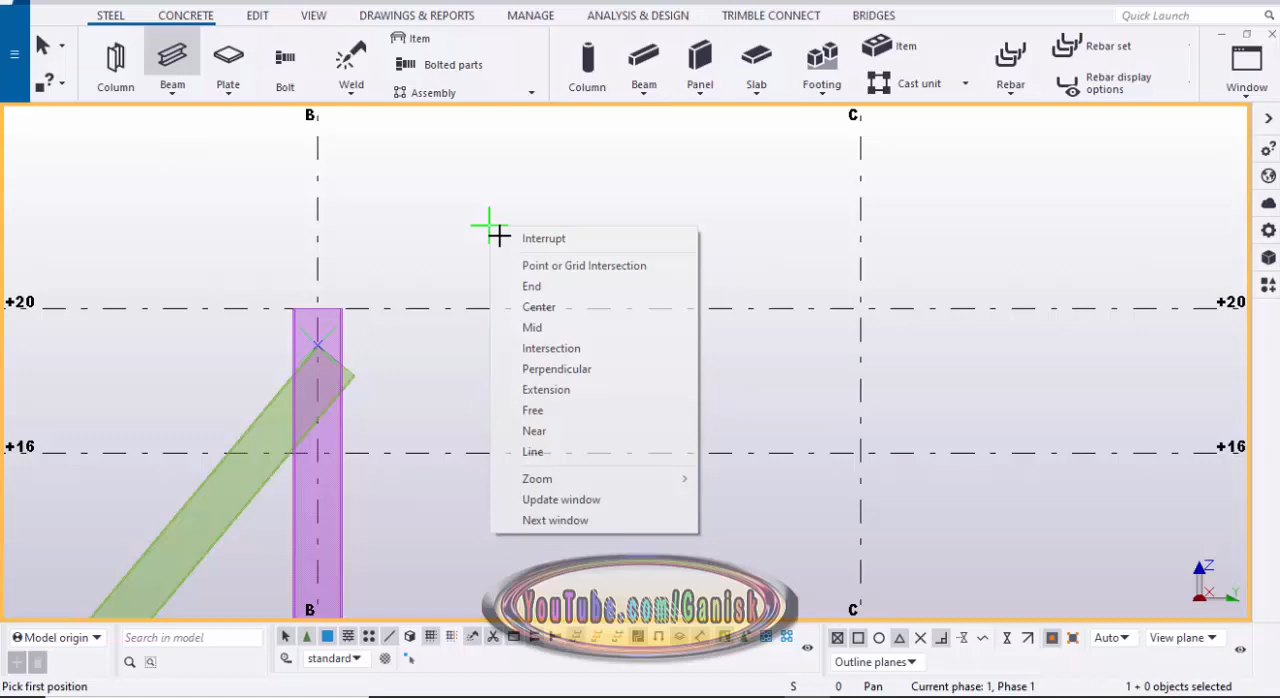 STEEL CONCRETE EDIT VIEW DRAWINGS & REPORTS MANAGE ANALYSIS & DESIGN TRIMBLE CONNECT BRIDGES Quick Launch
Column Beam Plate Bolt Weld
Item
Bolted parts
Assembly
Column Beam Panel Slab Footing
Item
Cast unit
Rebar
Rebar set
Rebar display options
Window
B
C
+20
+20
+16
+16
B
C
Interrupt
Point or Grid Intersection
End
Center
Mid
Intersection
Perpendicular
Extension
Free
Near
Line
Zoom
Update window
Next window
Z
X
Y
YouTube.com/Ganisk
Model origin
Search in model
standard
Auto
View plane
Outline planes
Pick first position
S 0 Pan Current phase: 1, Phase 1 1 + 0 objects selected